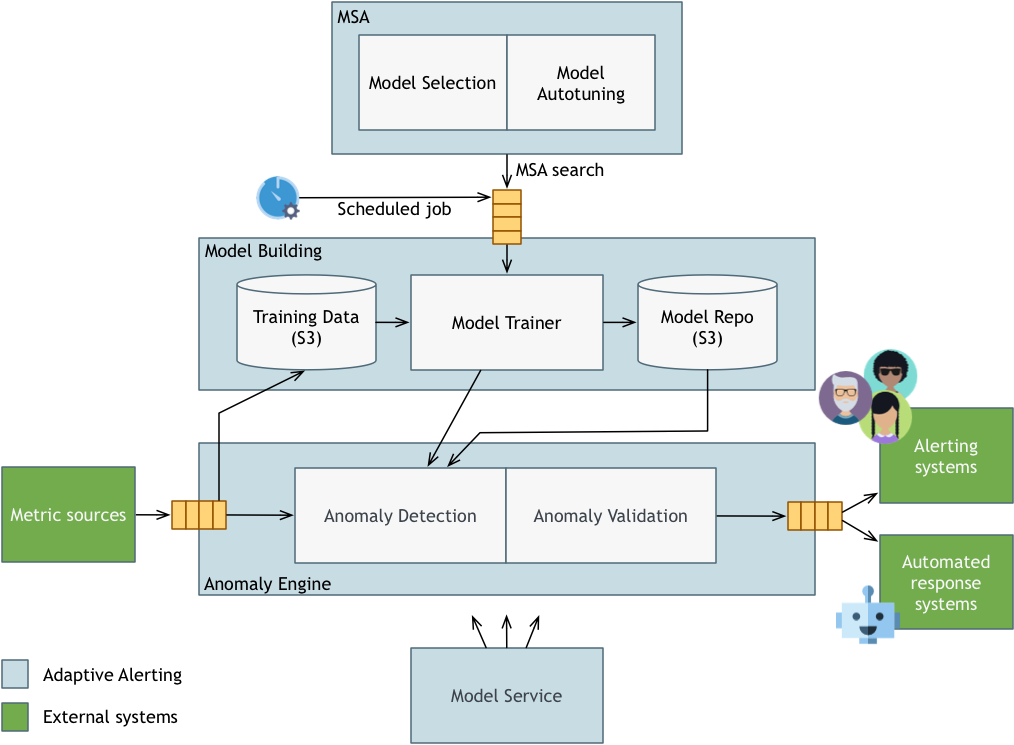 MSA
Model Selection
Model
Autotuning
MSA search
Scheduled job
Model Building
Training Data
(S3)
Model Trainer
Model Repo
(S3)
Metric sources
Anomaly Detection
Anomaly Validation
Anomaly Engine
Alerting
systems
Automated
response
systems
Model Service
Adaptive Alerting
External systems